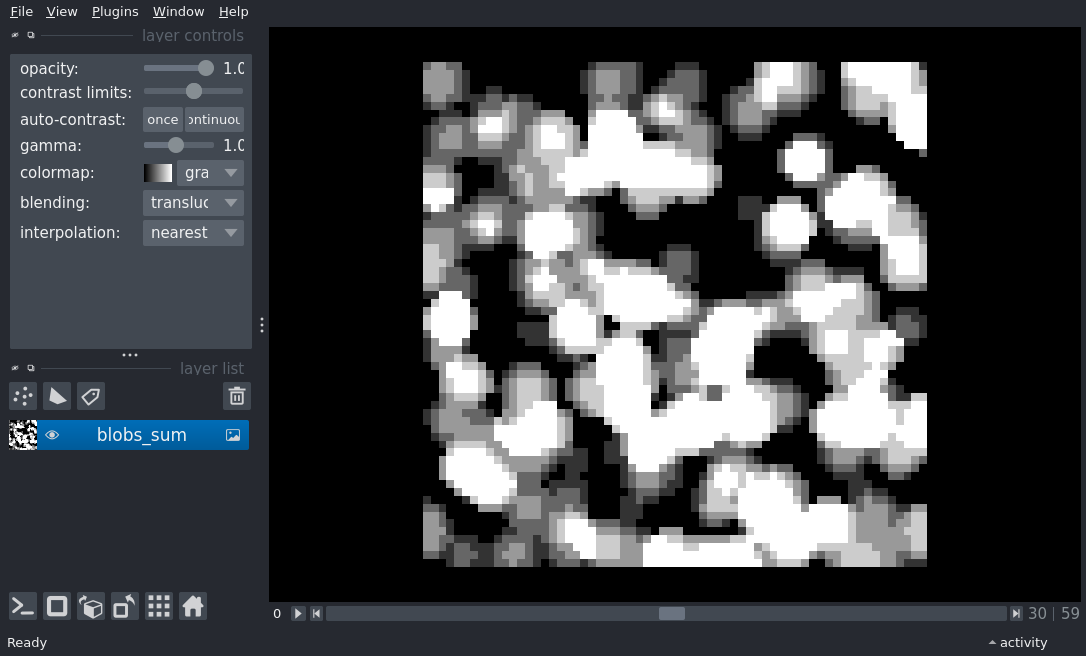 File View Plugins Window Help
layer controls
opacity: 1.0
contrast limits:
auto-contrast: once ontinuou
gamma: 1.0
colormap: gra
blending: transluc
interpolation: nearest
layer list
blobs_sum
0 30 | 59
Ready activity